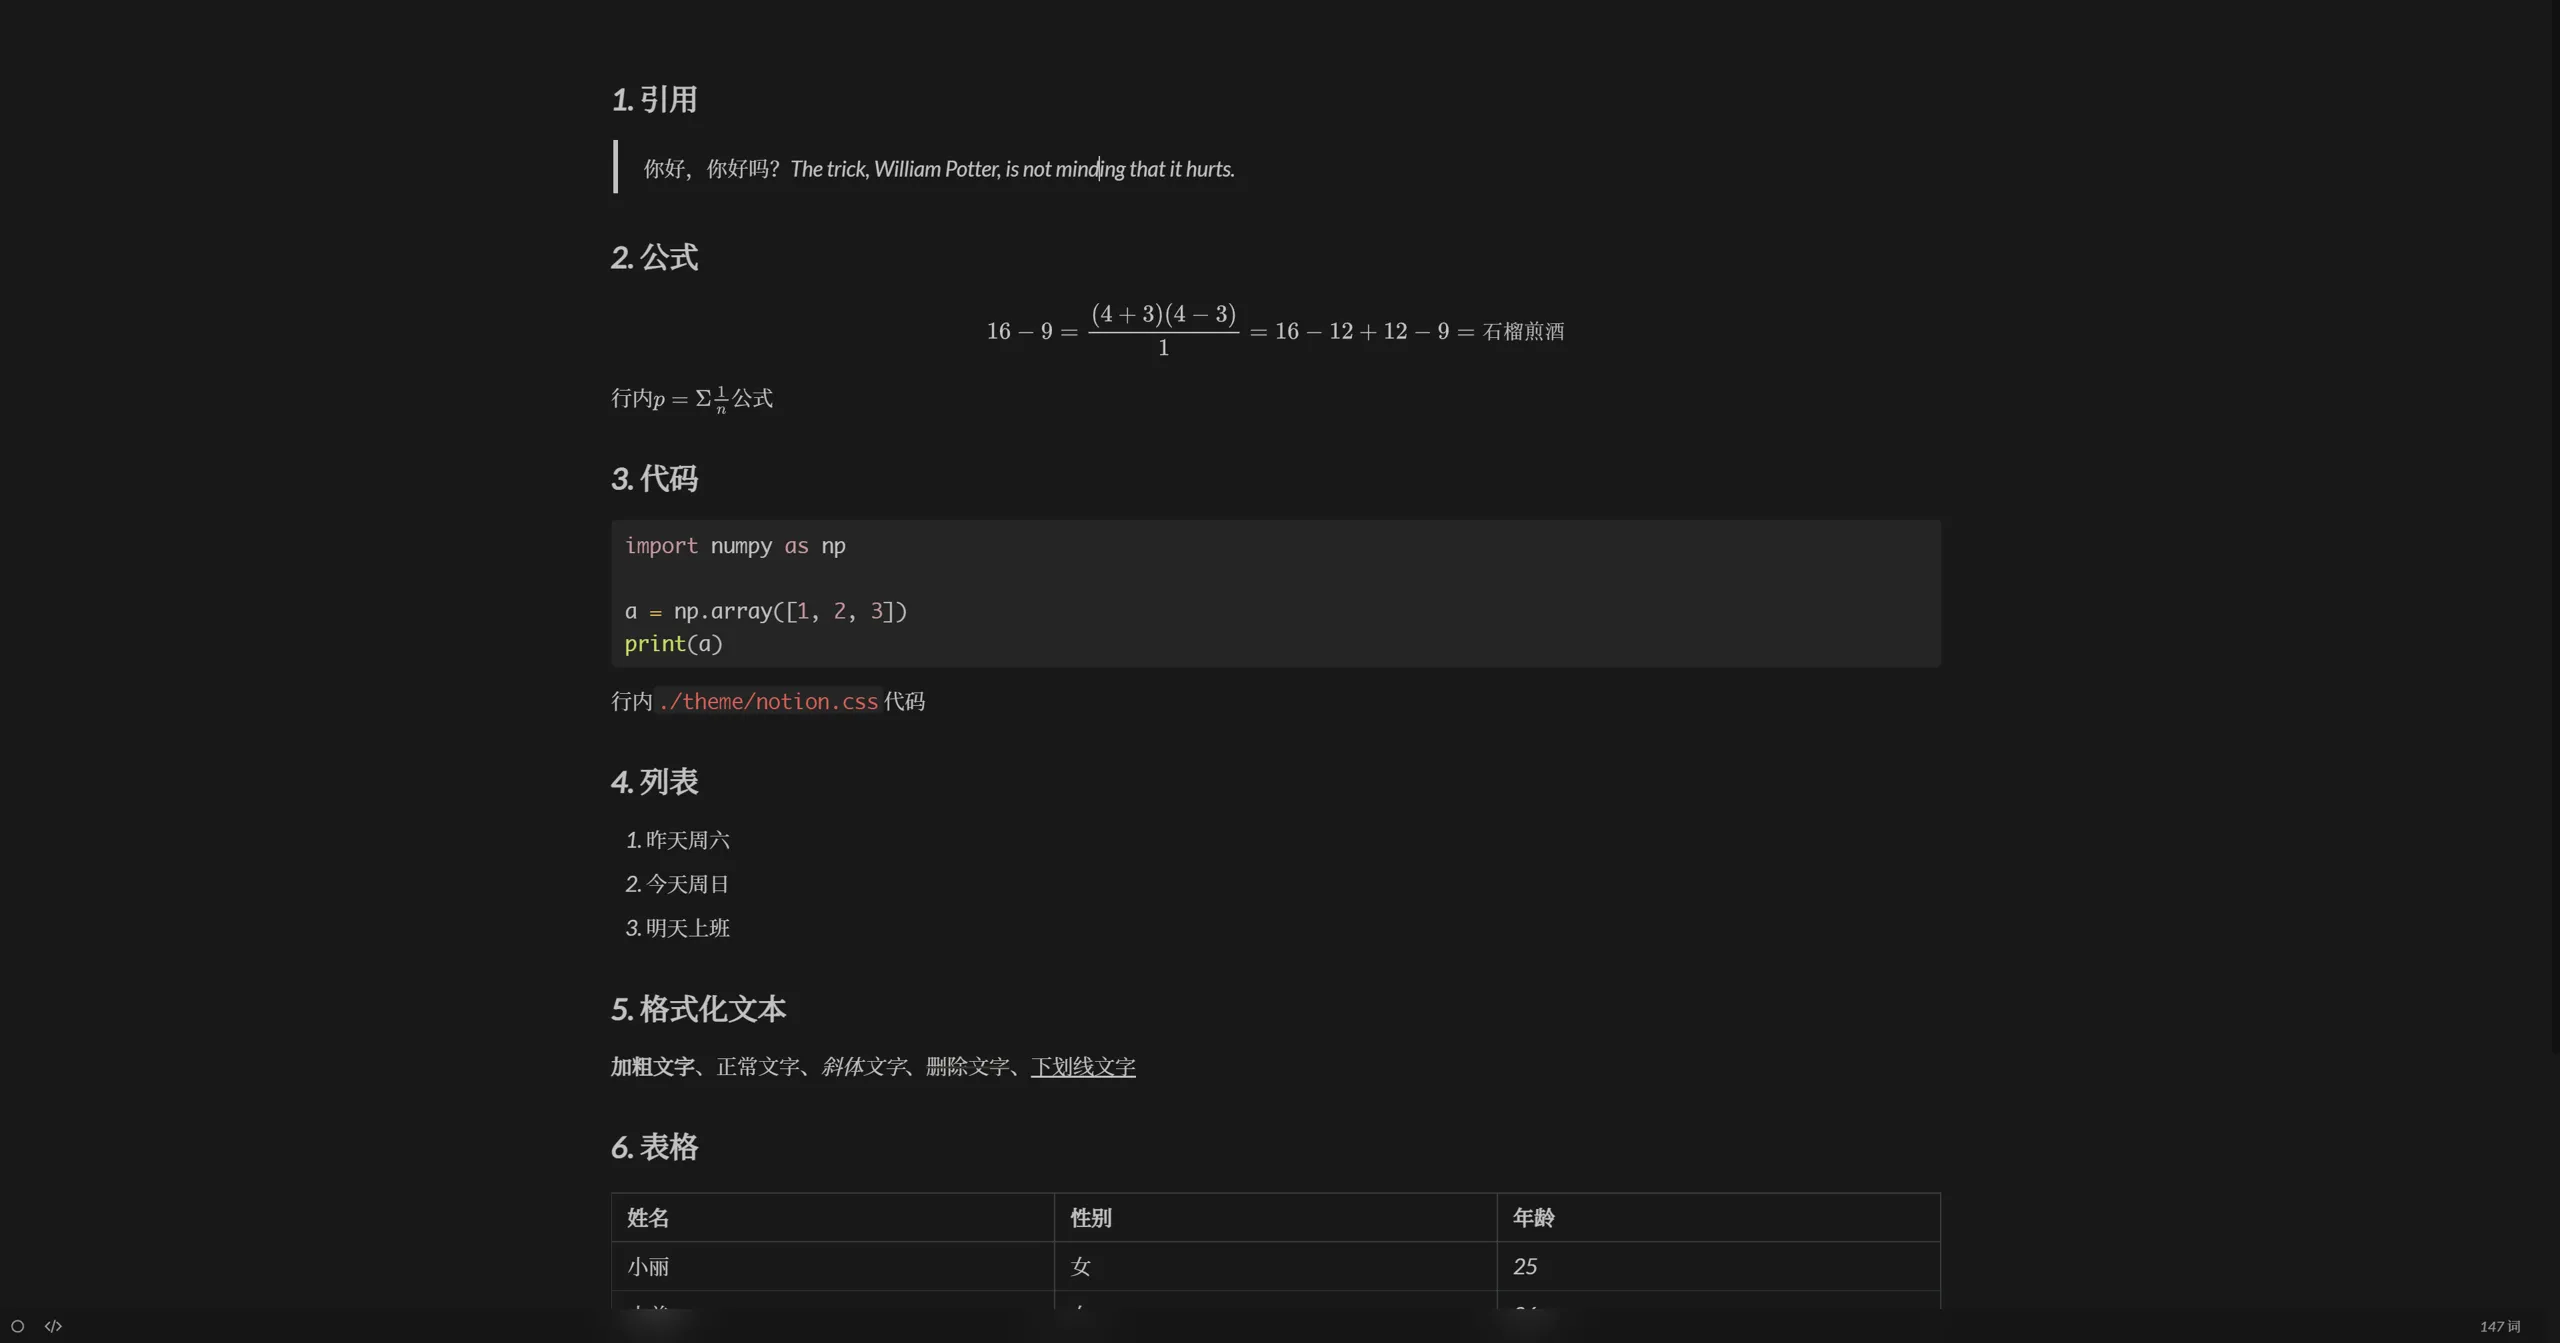 1. 引用
你好，你好吗？The trick, William Potter, is not minding that it hurts.
2. 公式
16 − 9 = (4 + 3)(4 − 3) / 1 = 16 − 12 + 12 − 9 = 石榴煎酒
行内p = Σ 1/n 公式
3. 代码
import numpy as np
a = np.array([1, 2, 3])
print(a)
行内 ./theme/notion.css 代码
4. 列表
1. 昨天周六
2. 今天周日
3. 明天上班
5. 格式化文本
加粗文字、正常文字、斜体文字、删除文字、下划线文字
6. 表格
姓名 性别 年龄
小丽 女 25
</> 147 词